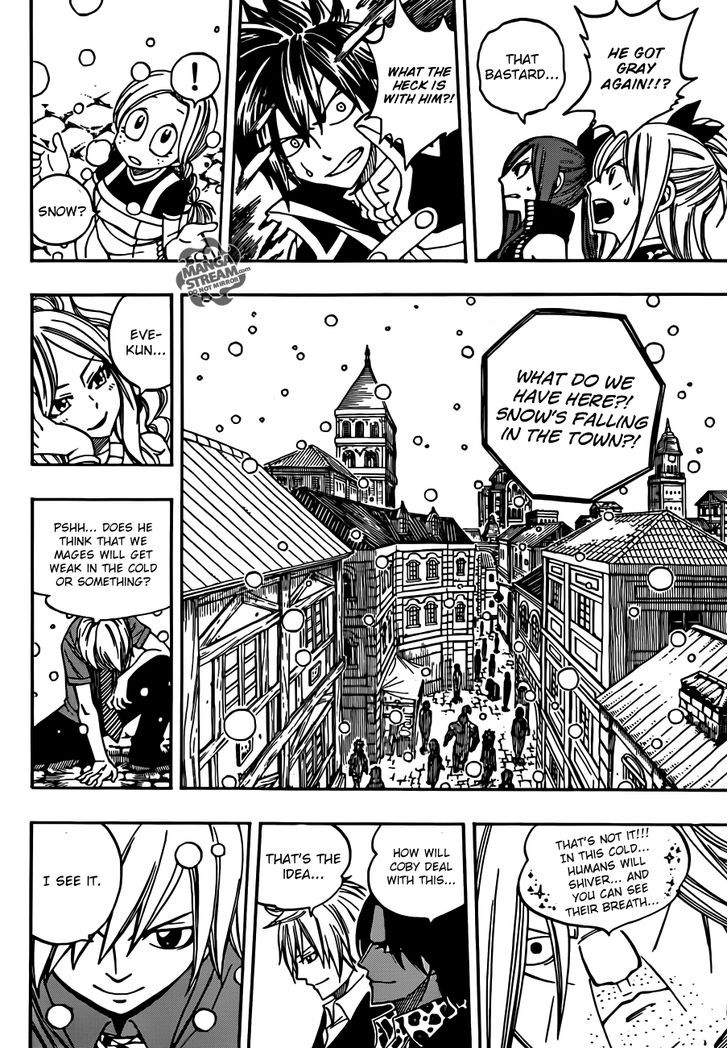 HE GOT
GRAY
AGAIN!!?
THAT
BASTARD...
WHAT THE
HECK IS
WITH HIM?!
!
SNOW?
MANGA
STREAM.com
DO NOT MIRROR
WHAT DO WE
HAVE HERE?!
SNOW'S FALLING
IN THE TOWN?!
EVE-
KUN...
PSHH... DOES HE
THINK THAT WE
MAGES WILL GET
WEAK IN THE COLD
OR SOMETHING?
THAT'S NOT IT!!!
IN THIS COLD...
HUMANS WILL
SHIVER... AND
YOU CAN SEE
THEIR BREATH...
HOW WILL
COBY DEAL
WITH THIS...
THAT'S THE
IDEA...
I SEE IT.